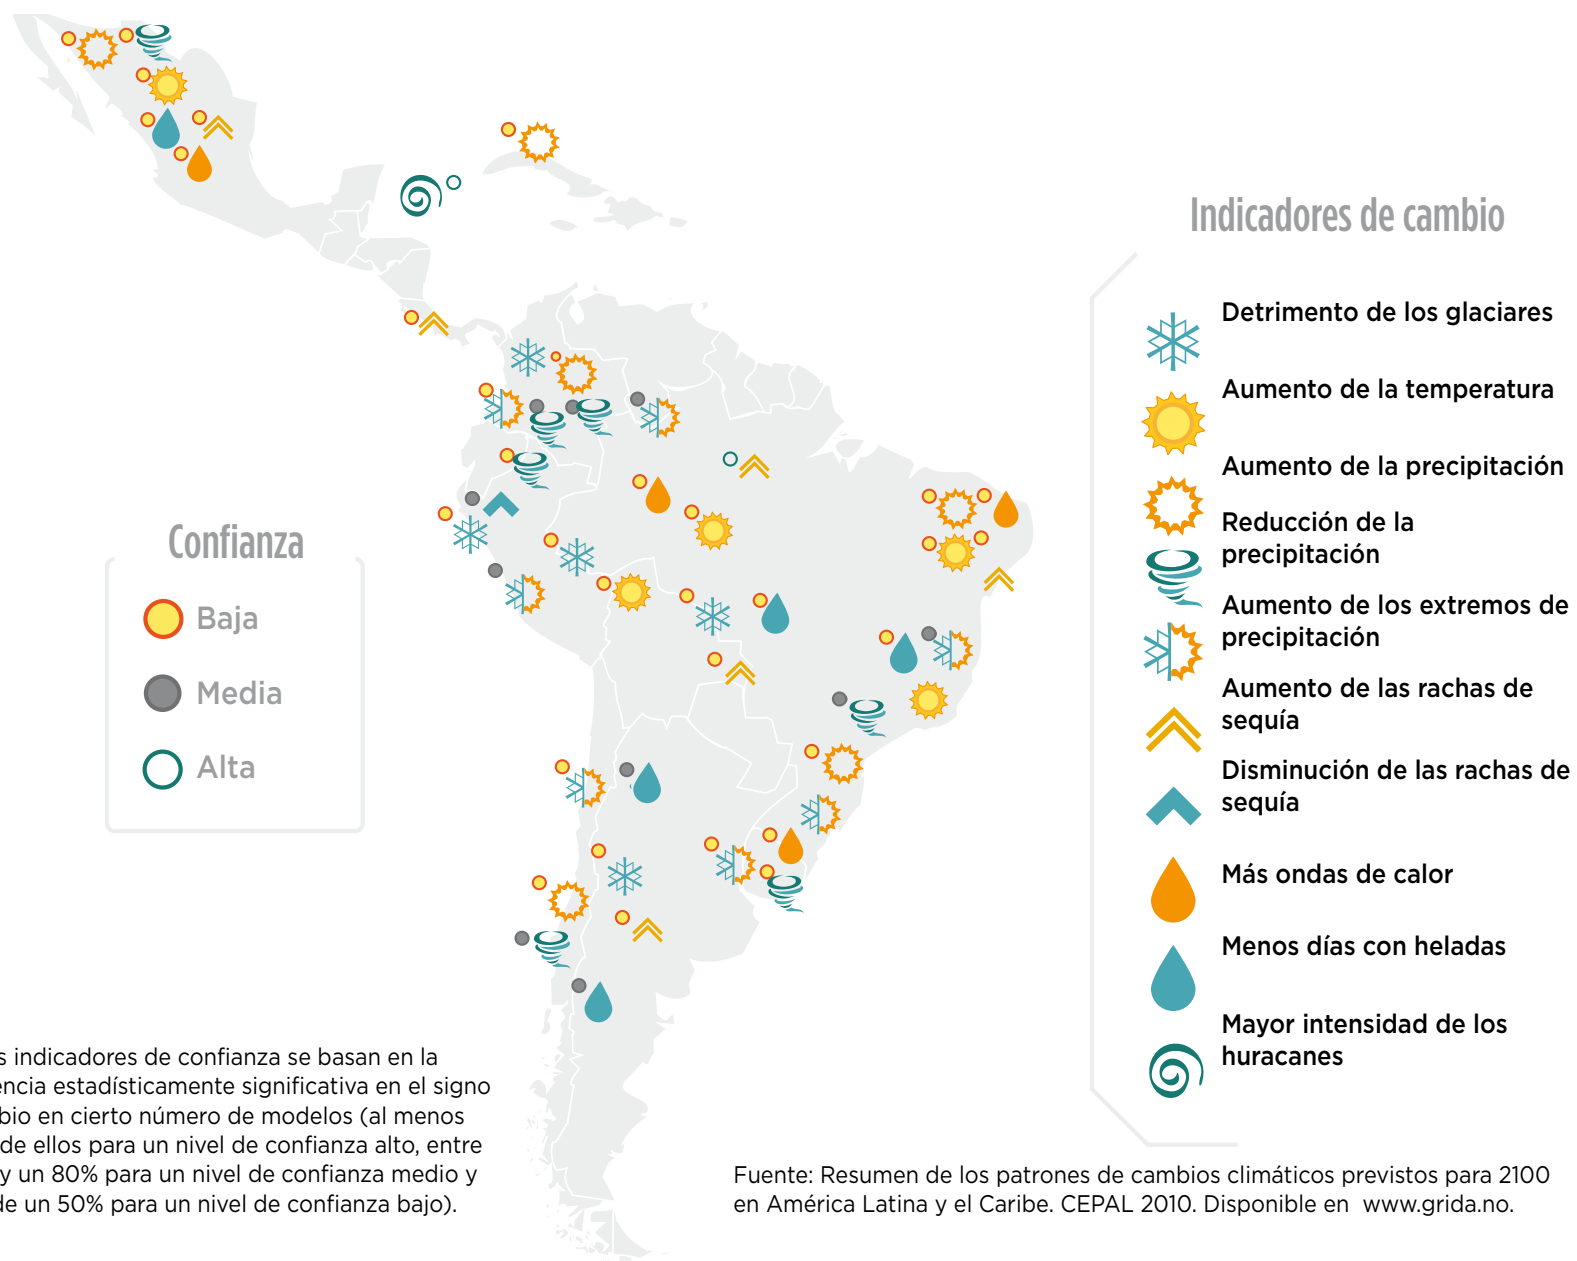 Indicadores de cambio
Detrimento de los glaciares
Aumento de la temperatura
Aumento de la precipitación
Reducción de la
precipitación
Aumento de los extremos de
precipitación
Aumento de las rachas de
sequía
Disminución de las rachas de
sequía
Más ondas de calor
Menos días con heladas
Mayor intensidad de los
huracanes
Confianza
Baja
Media
Alta
s indicadores de confianza se basan en la
encia estadísticamente significativa en el signo
bio en cierto número de modelos (al menos
de ellos para un nivel de confianza alto, entre
y un 80% para un nivel de confianza medio y
de un 50% para un nivel de confianza bajo).
Fuente: Resumen de los patrones de cambios climáticos previstos para 2100
en América Latina y el Caribe. CEPAL 2010. Disponible en www.grida.no.